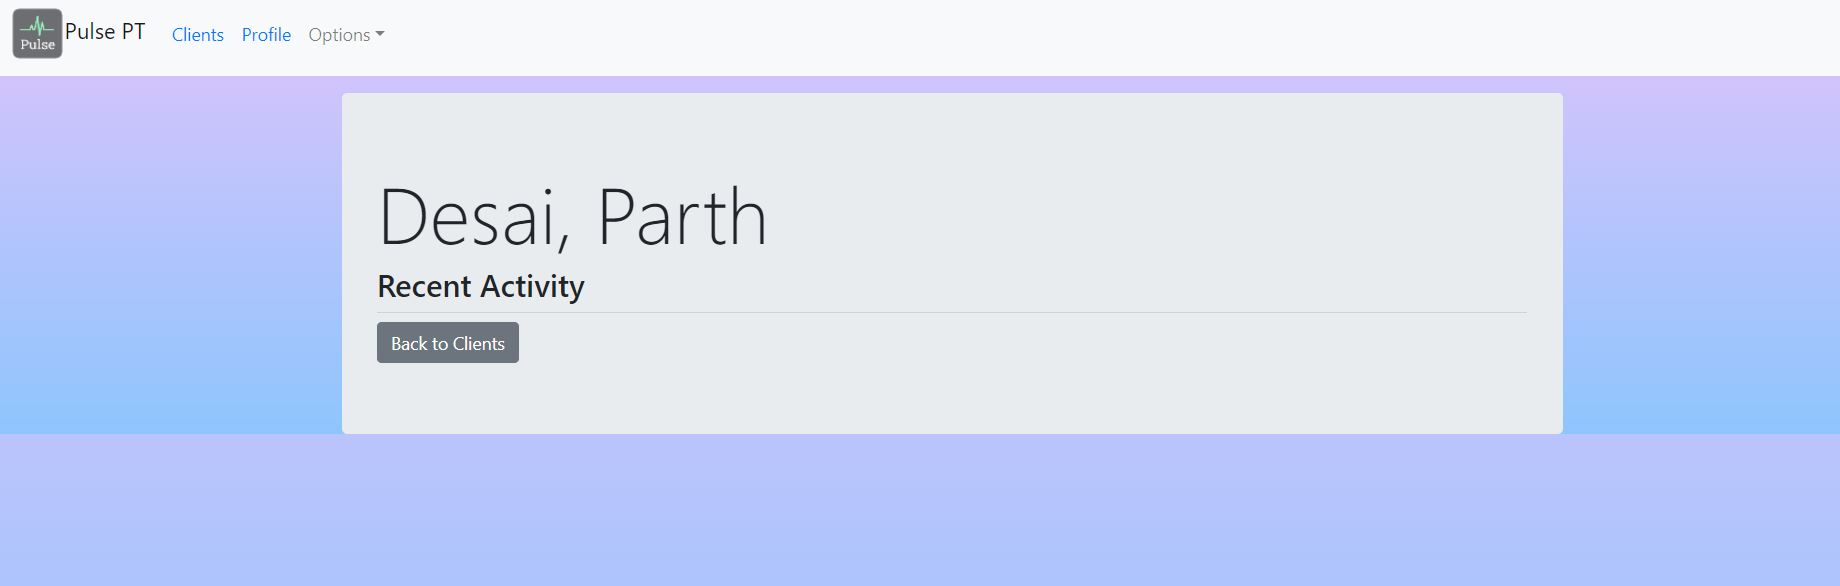 Pulse
Pulse PT
Clients
Profile
Options
Desai, Parth
Recent Activity
Back to Clients